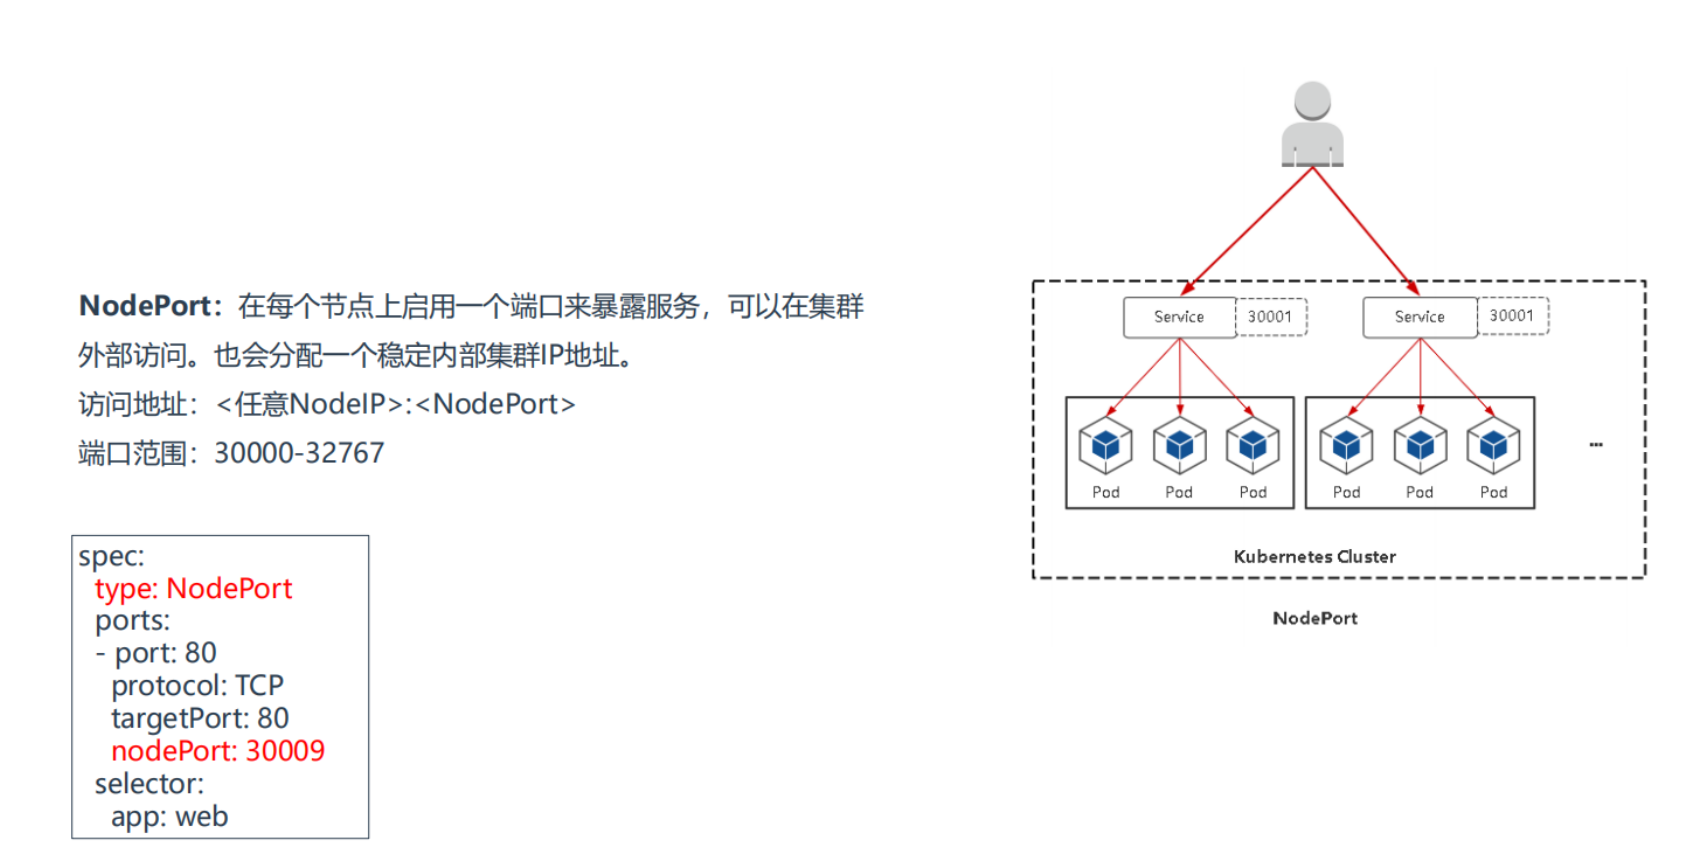 NodePort：在每个节点上启用一个端口来暴露服务，可以在集群
外部访问。也会分配一个稳定内部集群IP地址。
访问地址：<任意NodeIP>:<NodePort>
端口范围：30000-32767
spec:
type: NodePort
ports:
- port: 80
protocol: TCP
targetPort: 80
nodePort: 30009
selector:
app: web
Service 30001 Service 30001
Pod Pod Pod Pod Pod Pod
...
Kubernetes Cluster
NodePort